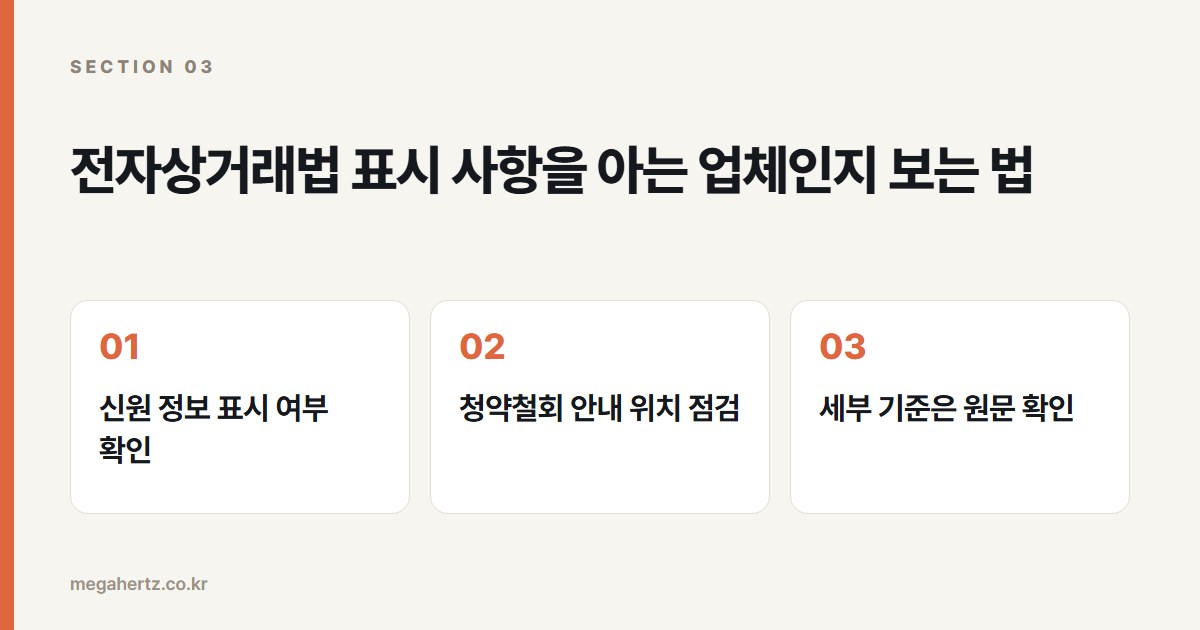 SECTION 03
전자상거래법 표시 사항을 아는 업체인지 보는 법
01
신원 정보 표시 여부
확인
02
청약철회 안내 위치 점검
03
세부 기준은 원문 확인
megahertz.co.kr